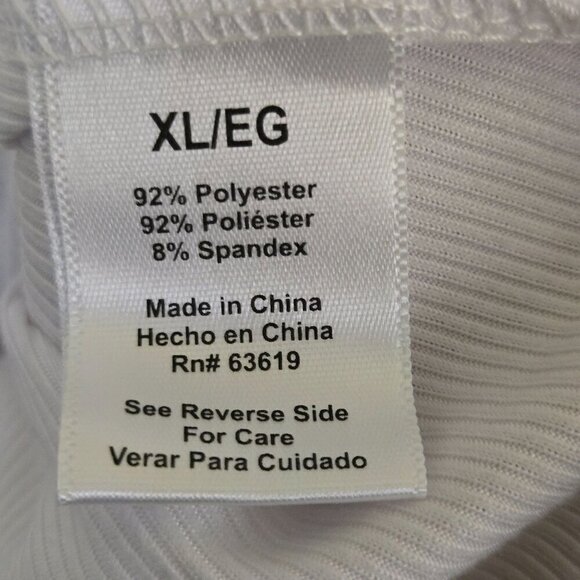 XL/EG
92% Polyester
92% Poliéster
8% Spandex
Made in China
Hecho en China
Rn# 63619
See Reverse Side
For Care
Verar Para Cuidado